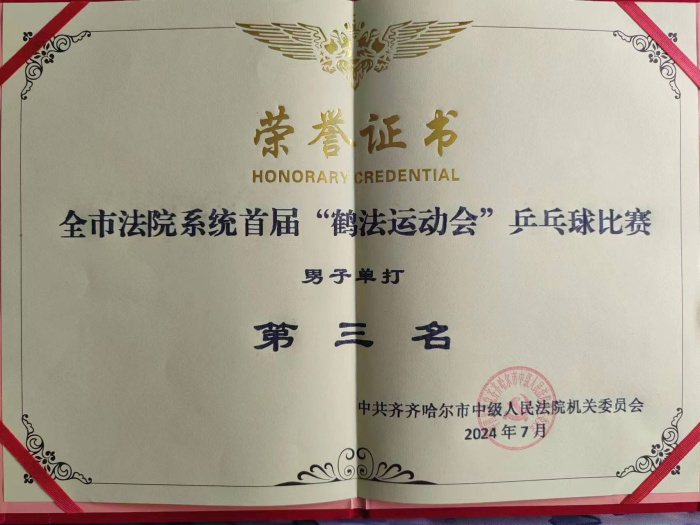 荣誉证书
HONORARY CREDENTIAL
全市法院系统首届“鹤法运动会”乒乓球比赛
男子单打
第三名
中共齐齐哈尔市中级人民法院机关委员会
2024年7月